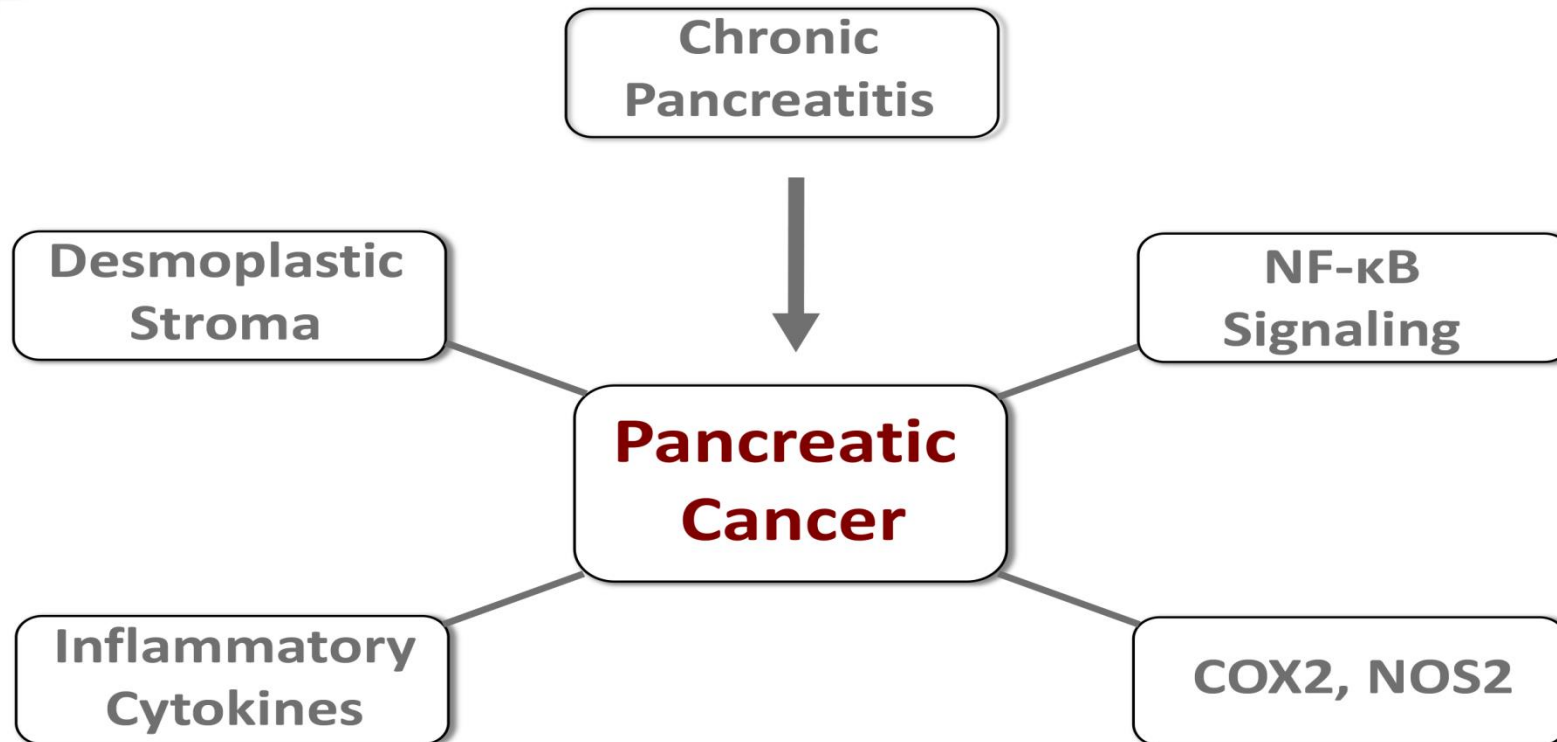 Chronic
Pancreatitis
Desmoplastic
Stroma
NF-κB
Signaling
Pancreatic
Cancer
Inflammatory
Cytokines
COX2, NOS2